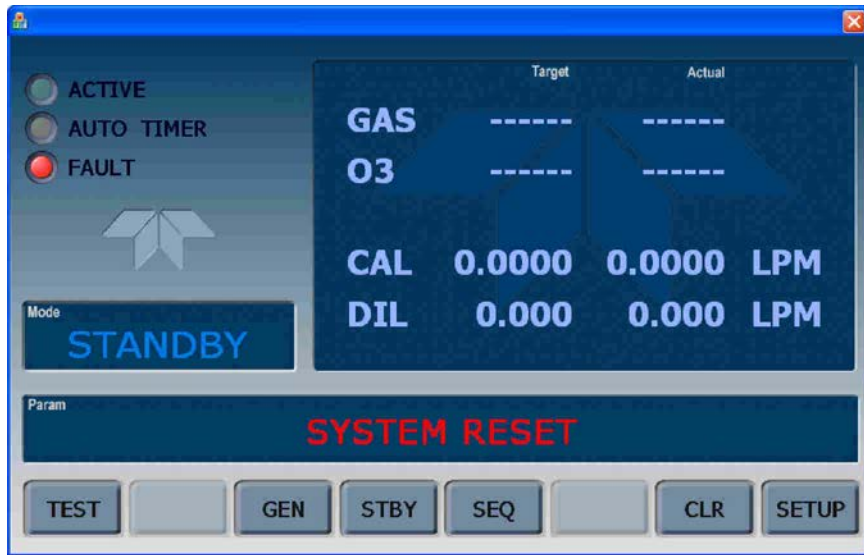 ACTIVE
AUTO TIMER
FAULT
Target Actual
GAS ------ ------
O3 ------ ------
CAL 0.0000 0.0000 LPM
DIL 0.000 0.000 LPM
Mode
STANDBY
Param
SYSTEM RESET
TEST GEN STBY SEQ CLR SETUP